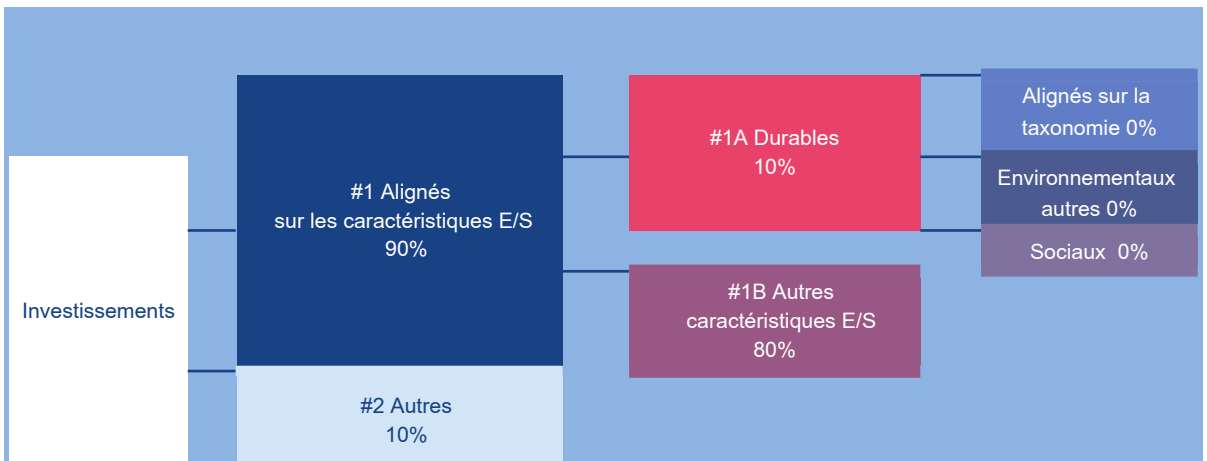 Investissements
#1 Alignés
sur les caractéristiques E/S
90%
#2 Autres
10%
#1A Durables
10%
#1B Autres
caractéristiques E/S
80%
Alignés sur la
taxonomie 0%
Environnementaux
autres 0%
Sociaux 0%